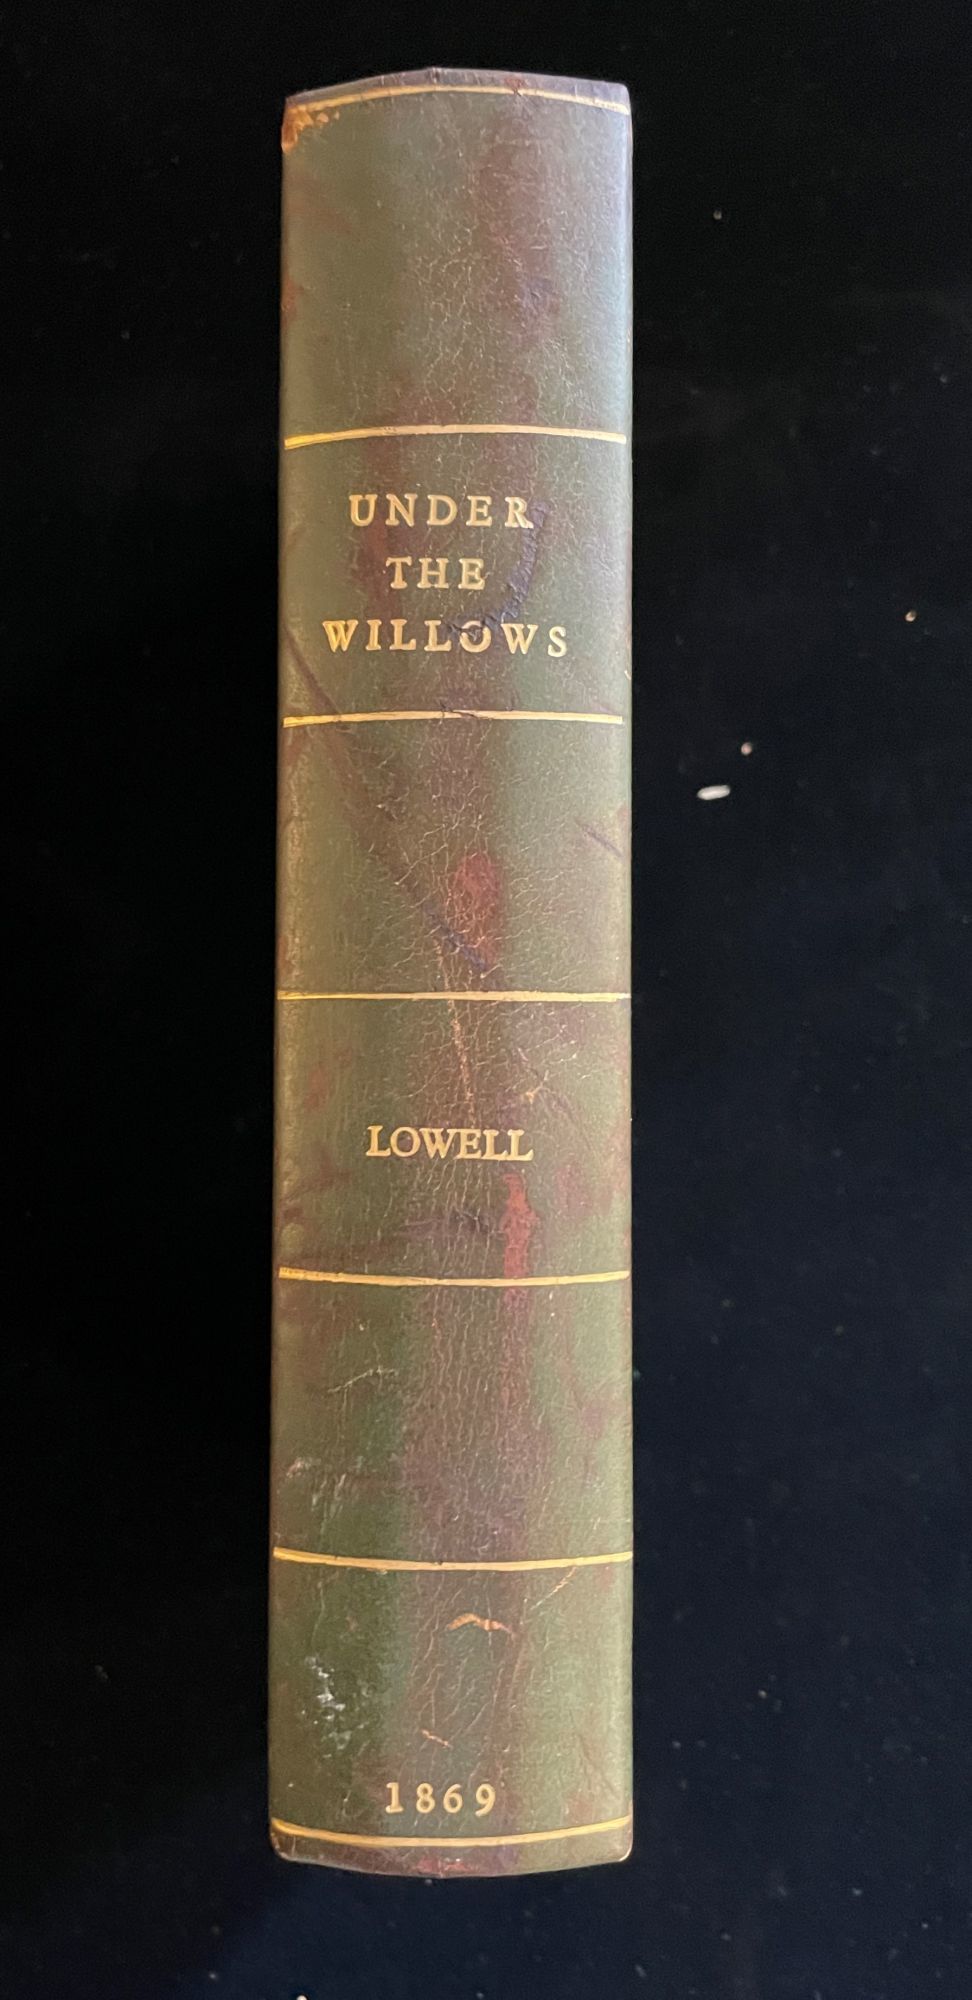 UNDER
THE
WILLOWS
LOWELL
1869